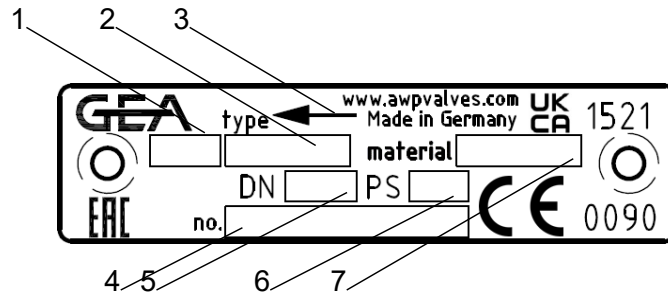 1 2 3
GEA type www.awpvalves.com UK 1521
Made in Germany CA
material
DN PS
EAC no. CE 0090
4 5 6 7